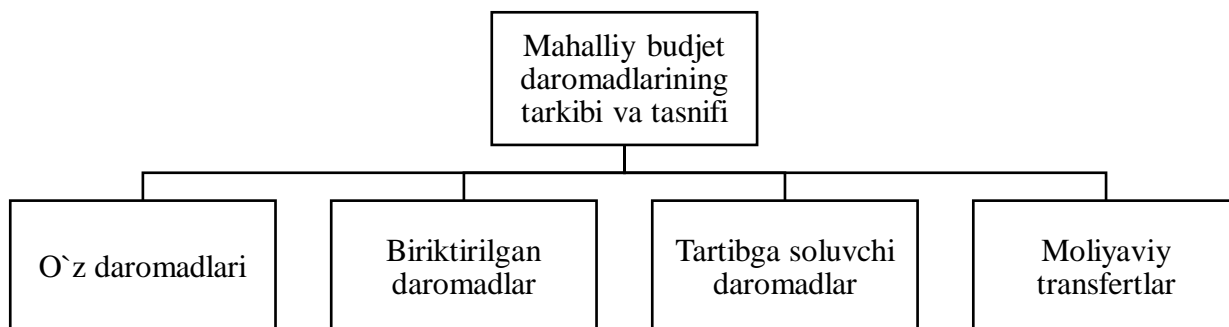 Mahalliy budjet
daromadlarining
tarkibi va tasnifi
O`z daromadlari
Biriktirilgan
daromadlar
Tartibga soluvchi
daromadlar
Moliyaviy
transfertlar